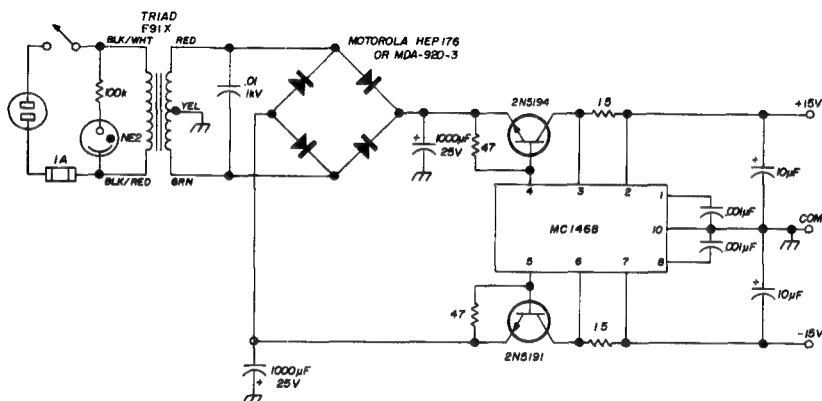 TRIAD
F91X
BLK/WHT
RED
MOTOROLA HEP 176
OR MDA-920-3
.01
1kV
100k
YEL
NE2
1A
BLK/RED
GRN
+
1000µF
25V
47
2N5194
15
+15V
4
3
2
1
MC1468
10
8
5
6
7
.001µF
.001µF
+
10µF
COM
+
10µF
47
2N5191
15
-15V
1000µF
25V
+